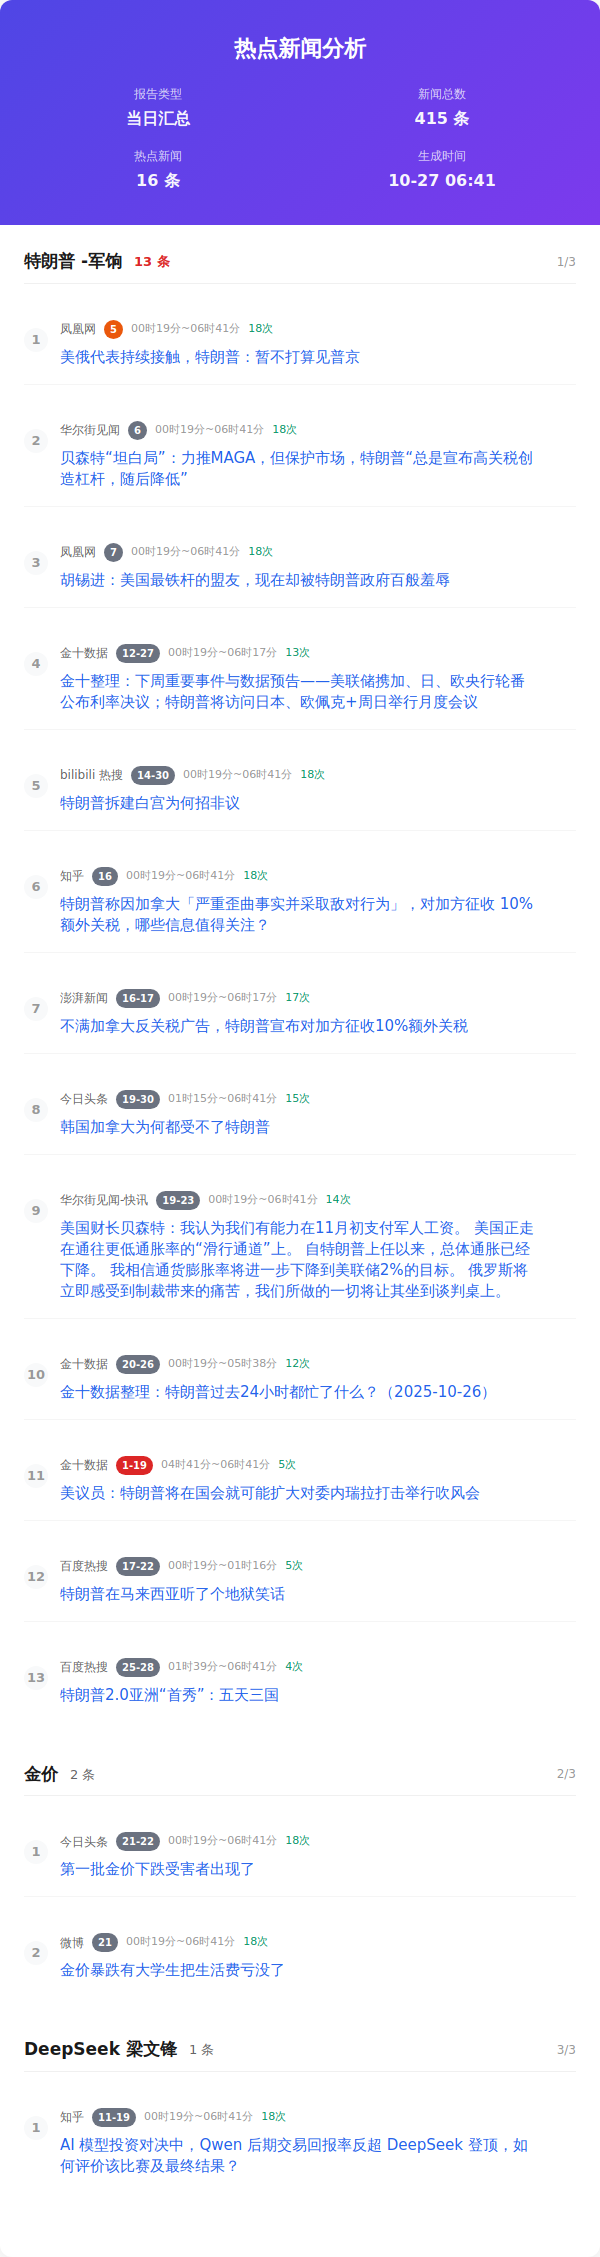 热点新闻分析
报告类型
新闻总数
当日汇总
415 条
热点新闻
生成时间
16 条
10-27 06:41
特朗普 -军饷 13 条 1/3
1 凤凰网 5 00时19分~06时41分 18次
美俄代表持续接触，特朗普：暂不打算见普京
2 华尔街见闻 6 00时19分~06时41分 18次
贝森特“坦白局”：力推MAGA，但保护市场，特朗普“总是宣布高关税创
造杠杆，随后降低”
3 凤凰网 7 00时19分~06时41分 18次
胡锡进：美国最铁杆的盟友，现在却被特朗普政府百般羞辱
4 金十数据 12-27 00时19分~06时17分 13次
金十整理：下周重要事件与数据预告——美联储携加、日、欧央行轮番
公布利率决议；特朗普将访问日本、欧佩克+周日举行月度会议
5 bilibili 热搜 14-30 00时19分~06时41分 18次
特朗普拆建白宫为何招非议
6 知乎 16 00时19分~06时41分 18次
特朗普称因加拿大「严重歪曲事实并采取敌对行为」，对加方征收 10%
额外关税，哪些信息值得关注？
7 澎湃新闻 16-17 00时19分~06时17分 17次
不满加拿大反关税广告，特朗普宣布对加方征收10%额外关税
8 今日头条 19-30 01时15分~06时41分 15次
韩国加拿大为何都受不了特朗普
9 华尔街见闻-快讯 19-23 00时19分~06时41分 14次
美国财长贝森特：我认为我们有能力在11月初支付军人工资。 美国正走
在通往更低通胀率的“滑行通道”上。 自特朗普上任以来，总体通胀已经
下降。 我相信通货膨胀率将进一步下降到美联储2%的目标。 俄罗斯将
立即感受到制裁带来的痛苦，我们所做的一切将让其坐到谈判桌上。
10 金十数据 20-26 00时19分~05时38分 12次
金十数据整理：特朗普过去24小时都忙了什么？（2025-10-26）
11 金十数据 1-19 04时41分~06时41分 5次
美议员：特朗普将在国会就可能扩大对委内瑞拉打击举行吹风会
12 百度热搜 17-22 00时19分~01时16分 5次
特朗普在马来西亚听了个地狱笑话
13 百度热搜 25-28 01时39分~06时41分 4次
特朗普2.0亚洲“首秀”：五天三国
金价 2 条 2/3
1 今日头条 21-22 00时19分~06时41分 18次
第一批金价下跌受害者出现了
2 微博 21 00时19分~06时41分 18次
金价暴跌有大学生把生活费亏没了
DeepSeek 梁文锋 1 条 3/3
1 知乎 11-19 00时19分~06时41分 18次
AI 模型投资对决中，Qwen 后期交易回报率反超 DeepSeek 登顶，如
何评价该比赛及最终结果？